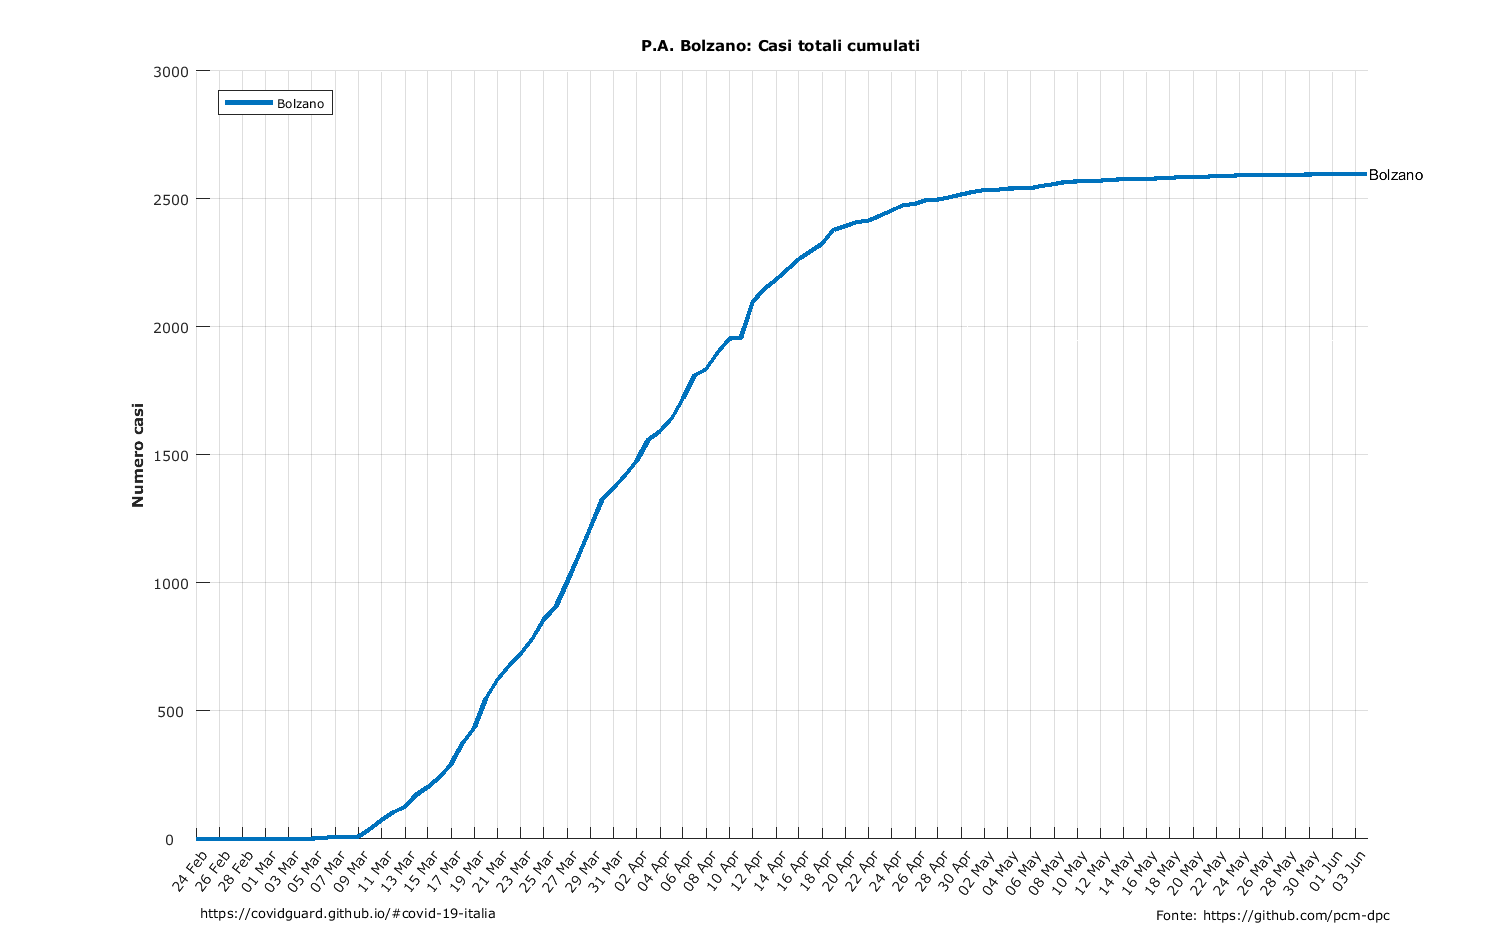 P.A. Bolzano: Casi totali cumulati
3000
2500
2000
1500
1000
500
0
Numero casi
Bolzano
Bolzano
24 Feb
26 Feb
28 Feb
01 Mar
03 Mar
05 Mar
07 Mar
09 Mar
11 Mar
13 Mar
15 Mar
17 Mar
19 Mar
21 Mar
23 Mar
25 Mar
27 Mar
29 Mar
31 Mar
02 Apr
04 Apr
06 Apr
08 Apr
10 Apr
12 Apr
14 Apr
16 Apr
18 Apr
20 Apr
22 Apr
24 Apr
26 Apr
28 Apr
30 Apr
02 May
04 May
06 May
08 May
10 May
12 May
14 May
16 May
18 May
20 May
22 May
24 May
26 May
28 May
30 May
01 Jun
03 Jun
https://covidguard.github.io/#covid-19-italia
Fonte: https://github.com/pcm-dpc